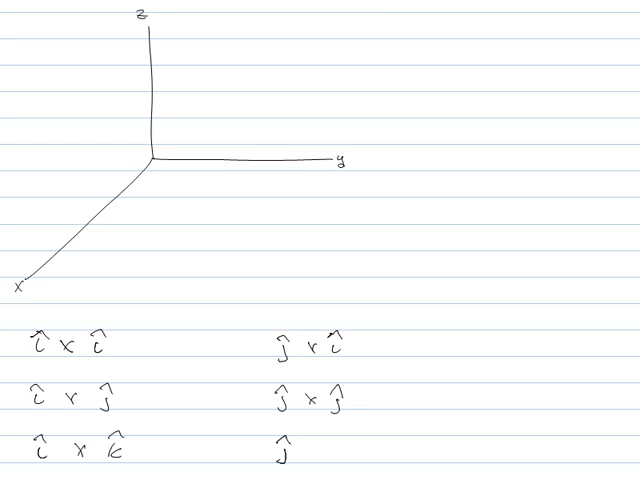 z
y
x
î x î ĵ x î
î x ĵ ĵ x ĵ
î x k̂ ĵ